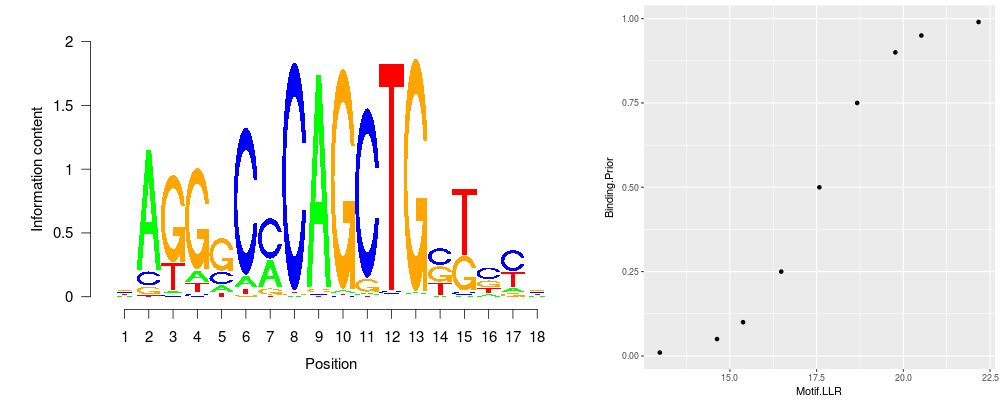 Information content
2
1.5
1
0.5
0
1 2 3 4 5 6 7 8 9 10 11 12 13 14 15 16 17 18
Position
A G G G C C C A G C T G C T C C
C T A C A A G G G G T
G T A T G T T A
Binding.Prior
1.00
0.75
0.50
0.25
0.00
15.0 17.5 20.0 22.5
Motif.LLR